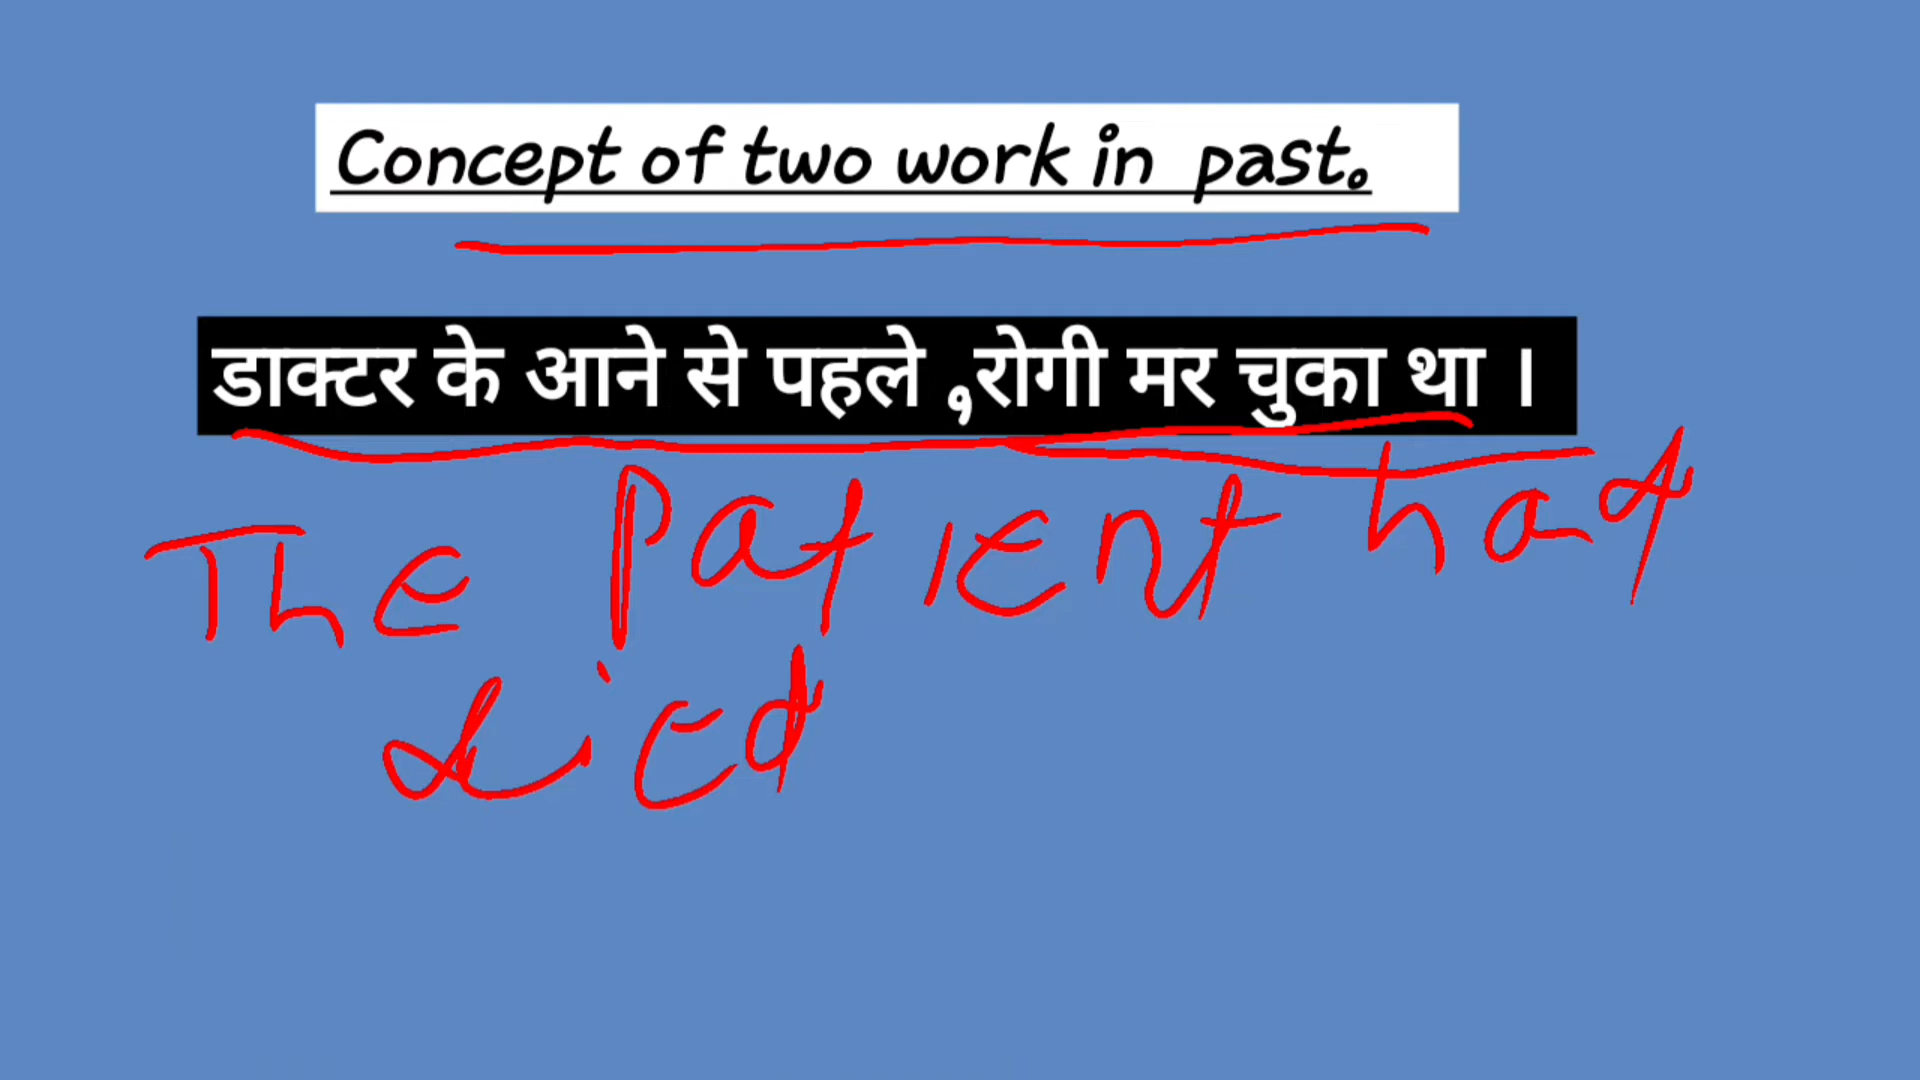 Concept of two work in past.
डाक्टर के आने से पहले ,रोगी मर चुका था ।
The patient had
died